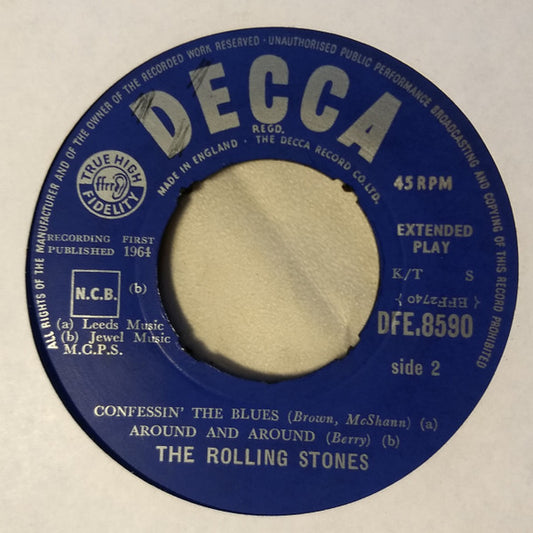 ALL RIGHTS OF THE MANUFACTURER AND OF THE OWNER OF THE RECORDED WORK RESERVED · UNAUTHORISED PUBLIC PERFORMANCE BROADCASTING AND COPYING OF THIS RECORD PROHIBITED
DECCA
REGD.
MADE IN ENGLAND · THE DECCA RECORD CO. LTD.
TRUE HIGH
ffrr
FIDELITY
45 RPM
RECORDING FIRST
PUBLISHED 1964
EXTENDED
PLAY
K/T S
N.C.B. (b)
{ BFF2740 }
DFE.8590
(a) Leeds Music
(b) Jewel Music
M.C.P.S.
side 2
CONFESSIN' THE BLUES (Brown, McShann) (a)
AROUND AND AROUND (Berry) (b)
THE ROLLING STONES